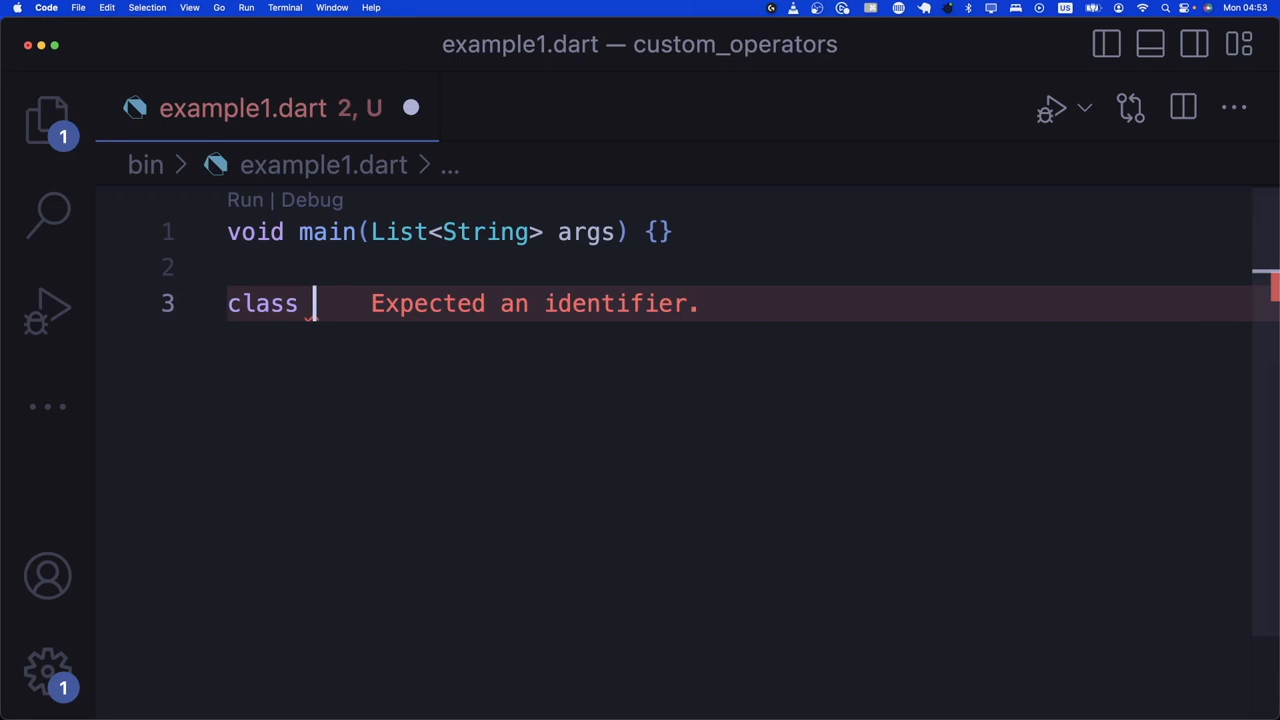 Code File Edit Selection View Go Run Terminal Window Help US Mon 04:53
example1.dart — custom_operators
example1.dart 2, U
1
bin > example1.dart > ...
Run | Debug
1 void main(List<String> args) {}
2
3 class Expected an identifier.
1